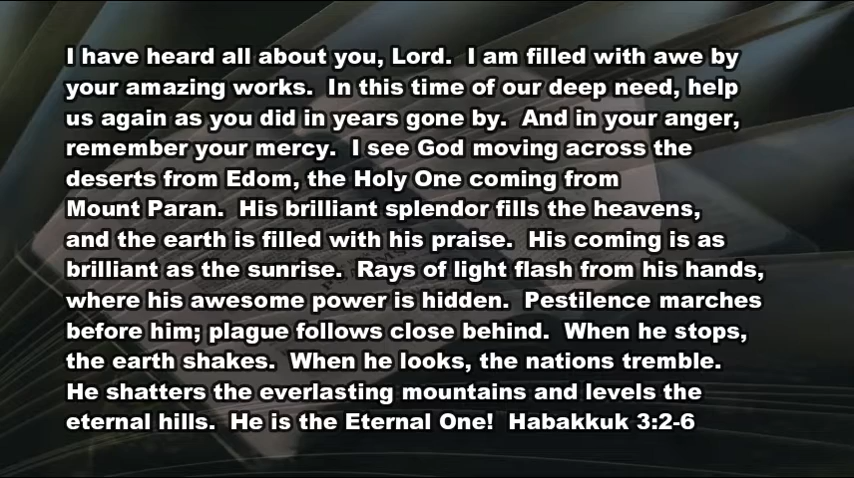 I have heard all about you, Lord.  I am filled with awe by
your amazing works.  In this time of our deep need, help
us again as you did in years gone by.  And in your anger,
remember your mercy.  I see God moving across the
deserts from Edom, the Holy One coming from
Mount Paran.  His brilliant splendor fills the heavens,
and the earth is filled with his praise.  His coming is as
brilliant as the sunrise.  Rays of light flash from his hands,
where his awesome power is hidden.  Pestilence marches
before him; plague follows close behind.  When he stops,
the earth shakes.  When he looks, the nations tremble.
He shatters the everlasting mountains and levels the
eternal hills.  He is the Eternal One!  Habakkuk 3:2-6